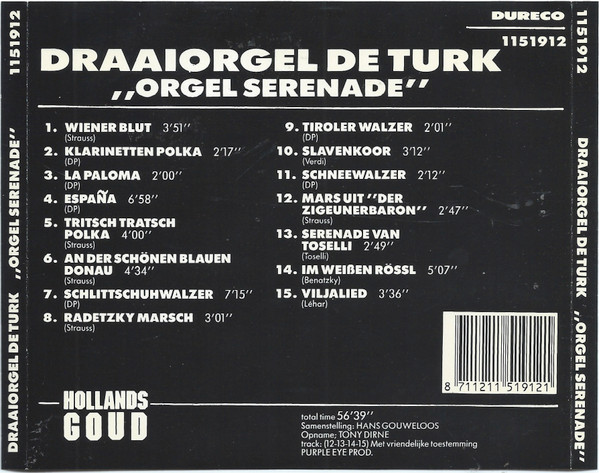 DURECO
1151912
DRAAIORGEL DE TURK
,,ORGEL SERENADE''
1. WIENER BLUT 3'51''
(Strauss)
2. KLARINETTEN POLKA 2'17''
(DP)
3. LA PALOMA 2'00''
(DP)
4. ESPAÑA 6'58''
(DP)
5. TRITSCH TRATSCH
POLKA 4'00''
(Strauss)
6. AN DER SCHÖNEN BLAUEN
DONAU 4'34''
(Strauss)
7. SCHLITTSCHUHWALZER 7'15''
(DP)
8. RADETZKY MARSCH 3'01''
(Strauss)
9. TIROLER WALZER 2'01''
(DP)
10. SLAVENKOOR 3'12''
(Verdi)
11. SCHNEEWALZER 2'12''
(DP)
12. MARS UIT ''DER
ZIGEUNERBARON'' 2'47''
(Strauss)
13. SERENADE VAN
TOSELLI 2'49''
(Toselli)
14. IM WEIßEN RÖSSL 5'07''
(Benatzky)
15. VILJALIED 3'36''
(Léhar)
8 711211 519121
HOLLANDS
GOUD
total time 56'39''
Samenstelling: HANS GOUWELOOS
Opname: TONY DIRNE
track: (12-13-14-15) Met vriendelijke toestemming
PURPLE EYE PROD.
DRAAIORGEL DE TURK ,,ORGEL SERENADE'' 1151912
1151912 DRAAIORGEL DE TURK ,,ORGEL SERENADE''